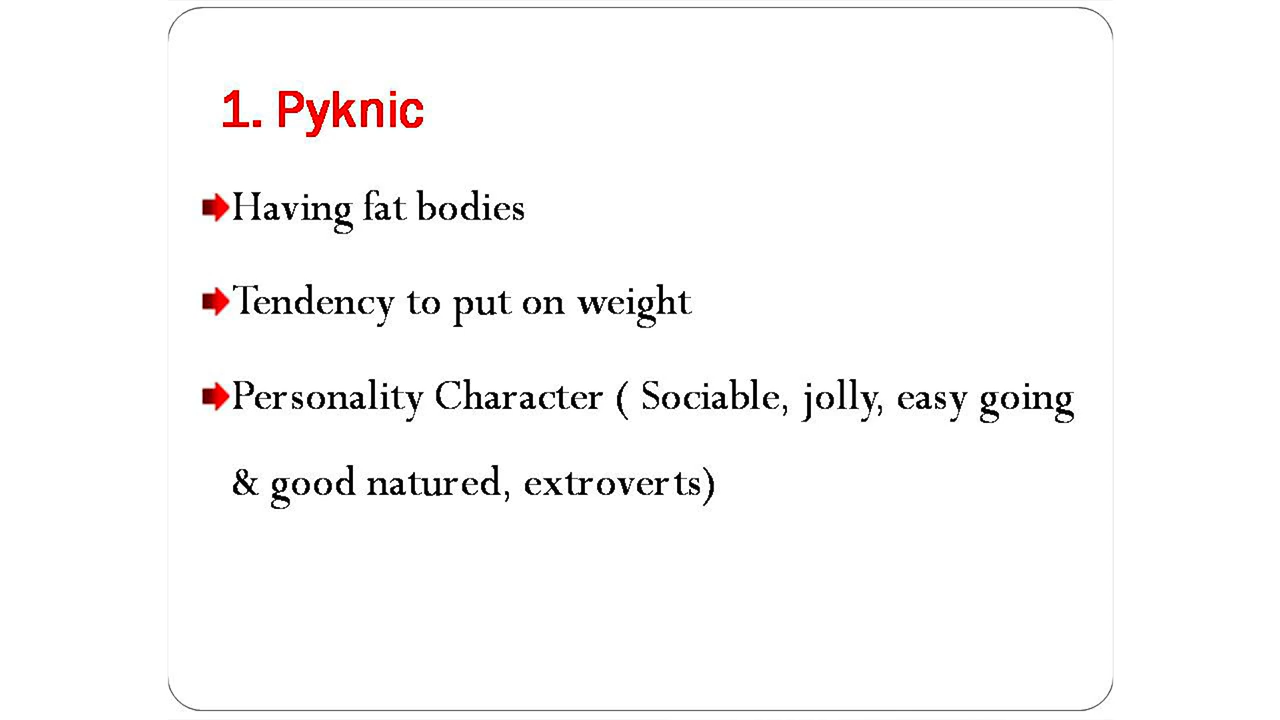 1. Pyknic
Having fat bodies
Tendency to put on weight
Personality Character ( Sociable, jolly, easy going
& good natured, extroverts)